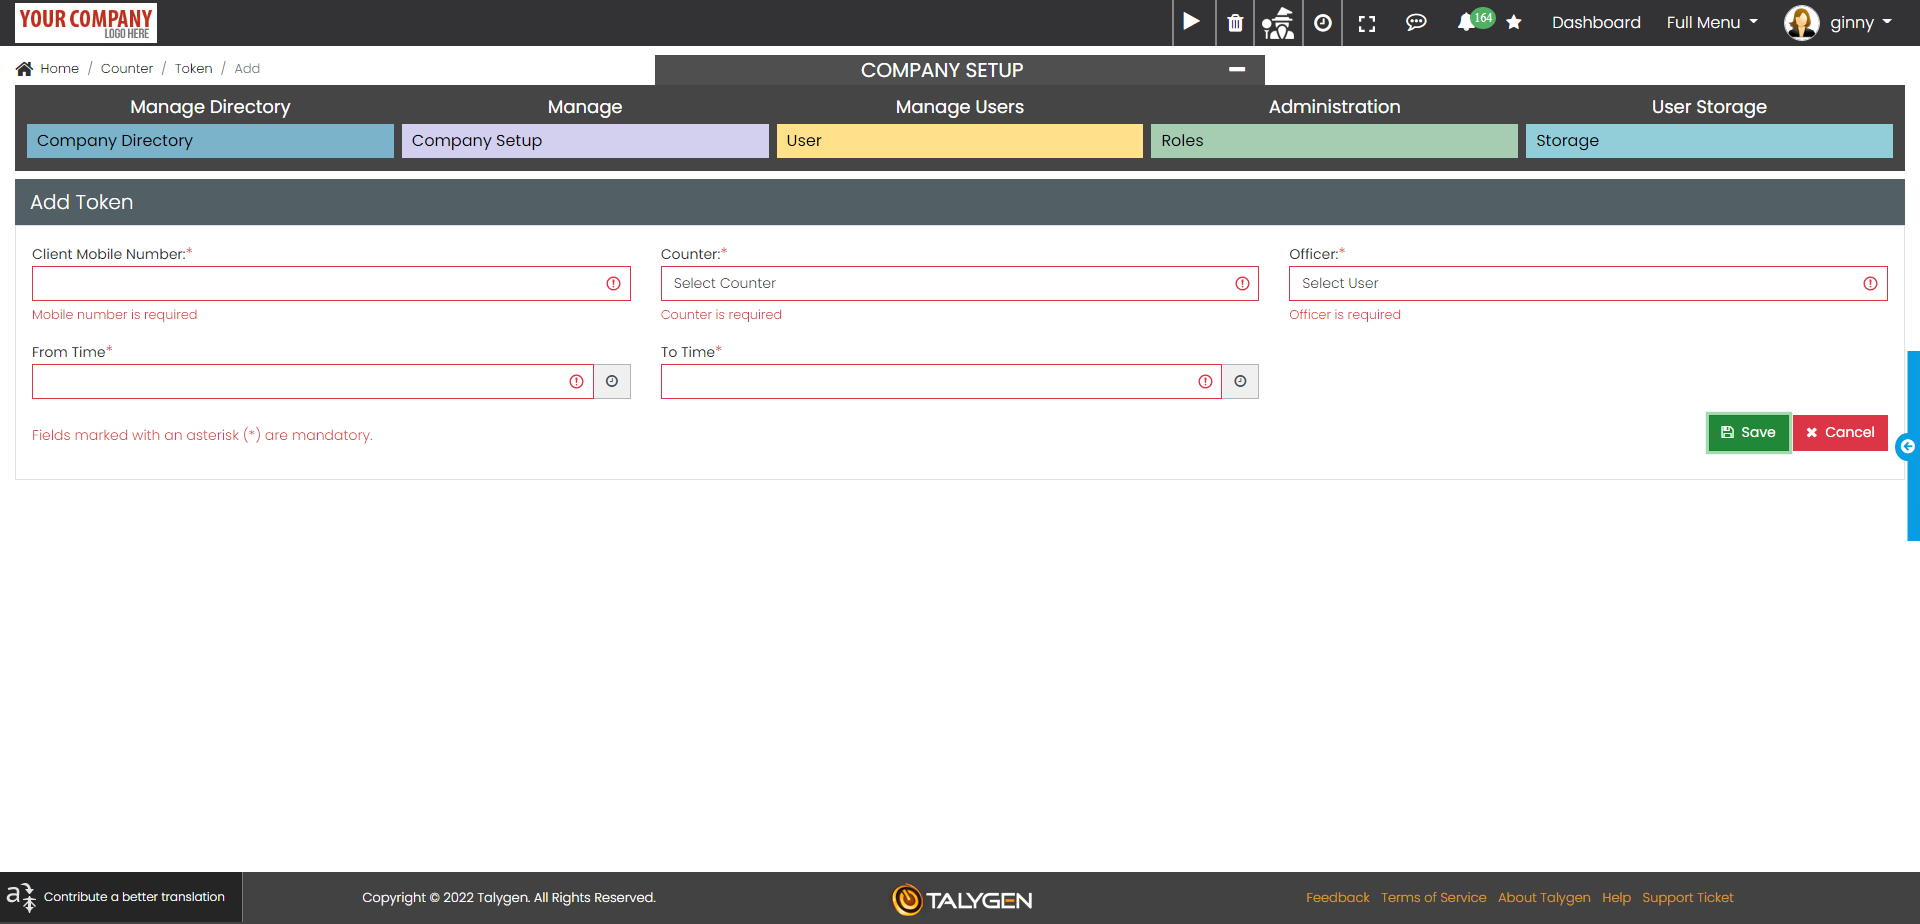 YOUR COMPANY
LOGO HERE
164
Dashboard
Full Menu
ginny
Home / Counter / Token / Add
COMPANY SETUP
Manage Directory
Manage
Manage Users
Administration
User Storage
Company Directory
Company Setup
User
Roles
Storage
Add Token
Client Mobile Number:*
Counter:*
Officer:*
Select Counter
Select User
Mobile number is required
Counter is required
Officer is required
From Time*
To Time*
Fields marked with an asterisk (*) are mandatory.
Save
Cancel
Contribute a better translation
Copyright © 2022 Talygen. All Rights Reserved.
TALYGEN
Feedback Terms of Service About Talygen Help Support Ticket